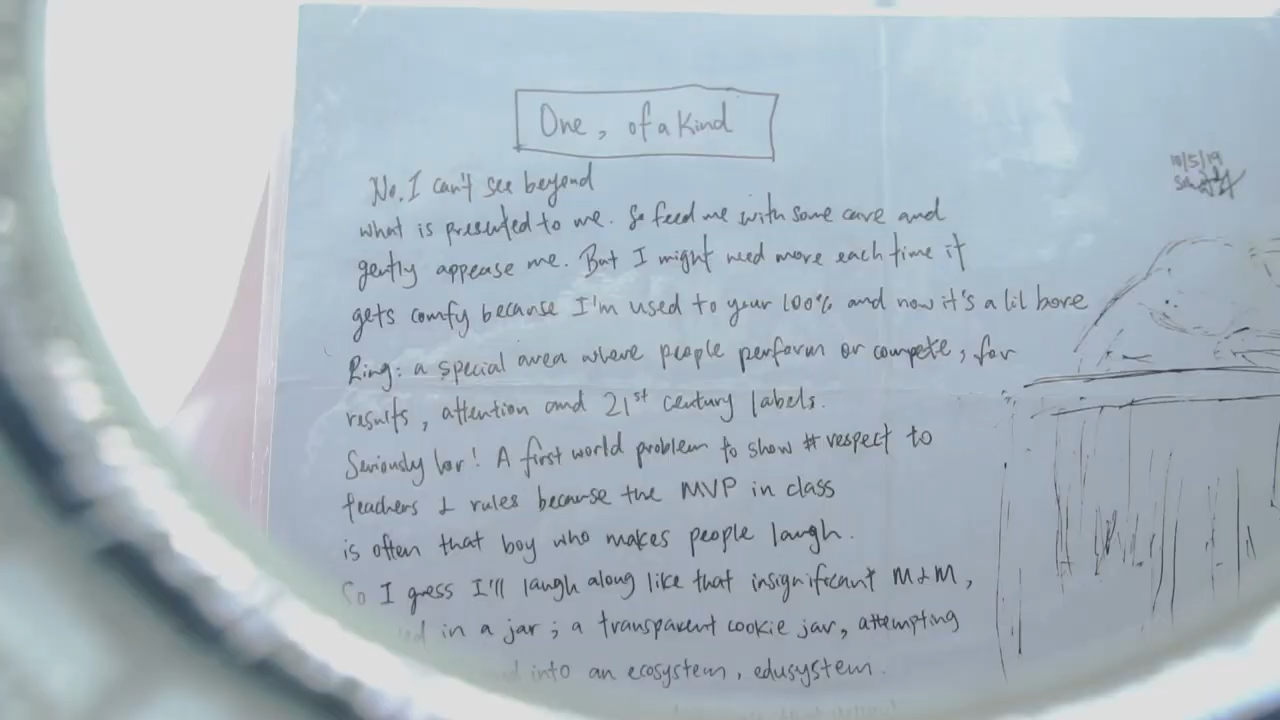 One, of a Kind
10/5/19
No. I can't see beyond
what is presented to me. So feed me with some care and
gently appease me. But I might need more each time it
gets comfy because I'm used to your 100% and now it's a lil bore
Ring: a special area where people perform or compete, for
results, attention and 21st century labels.
Seriously lor! A first world problem to show # respect to
teachers & rules because the MVP in class
is often that boy who makes people laugh.
So I guess I'll laugh along like that insignificant M&M,
in a jar; a transparent cookie jar, attempting
into an ecosystem, edusystem.